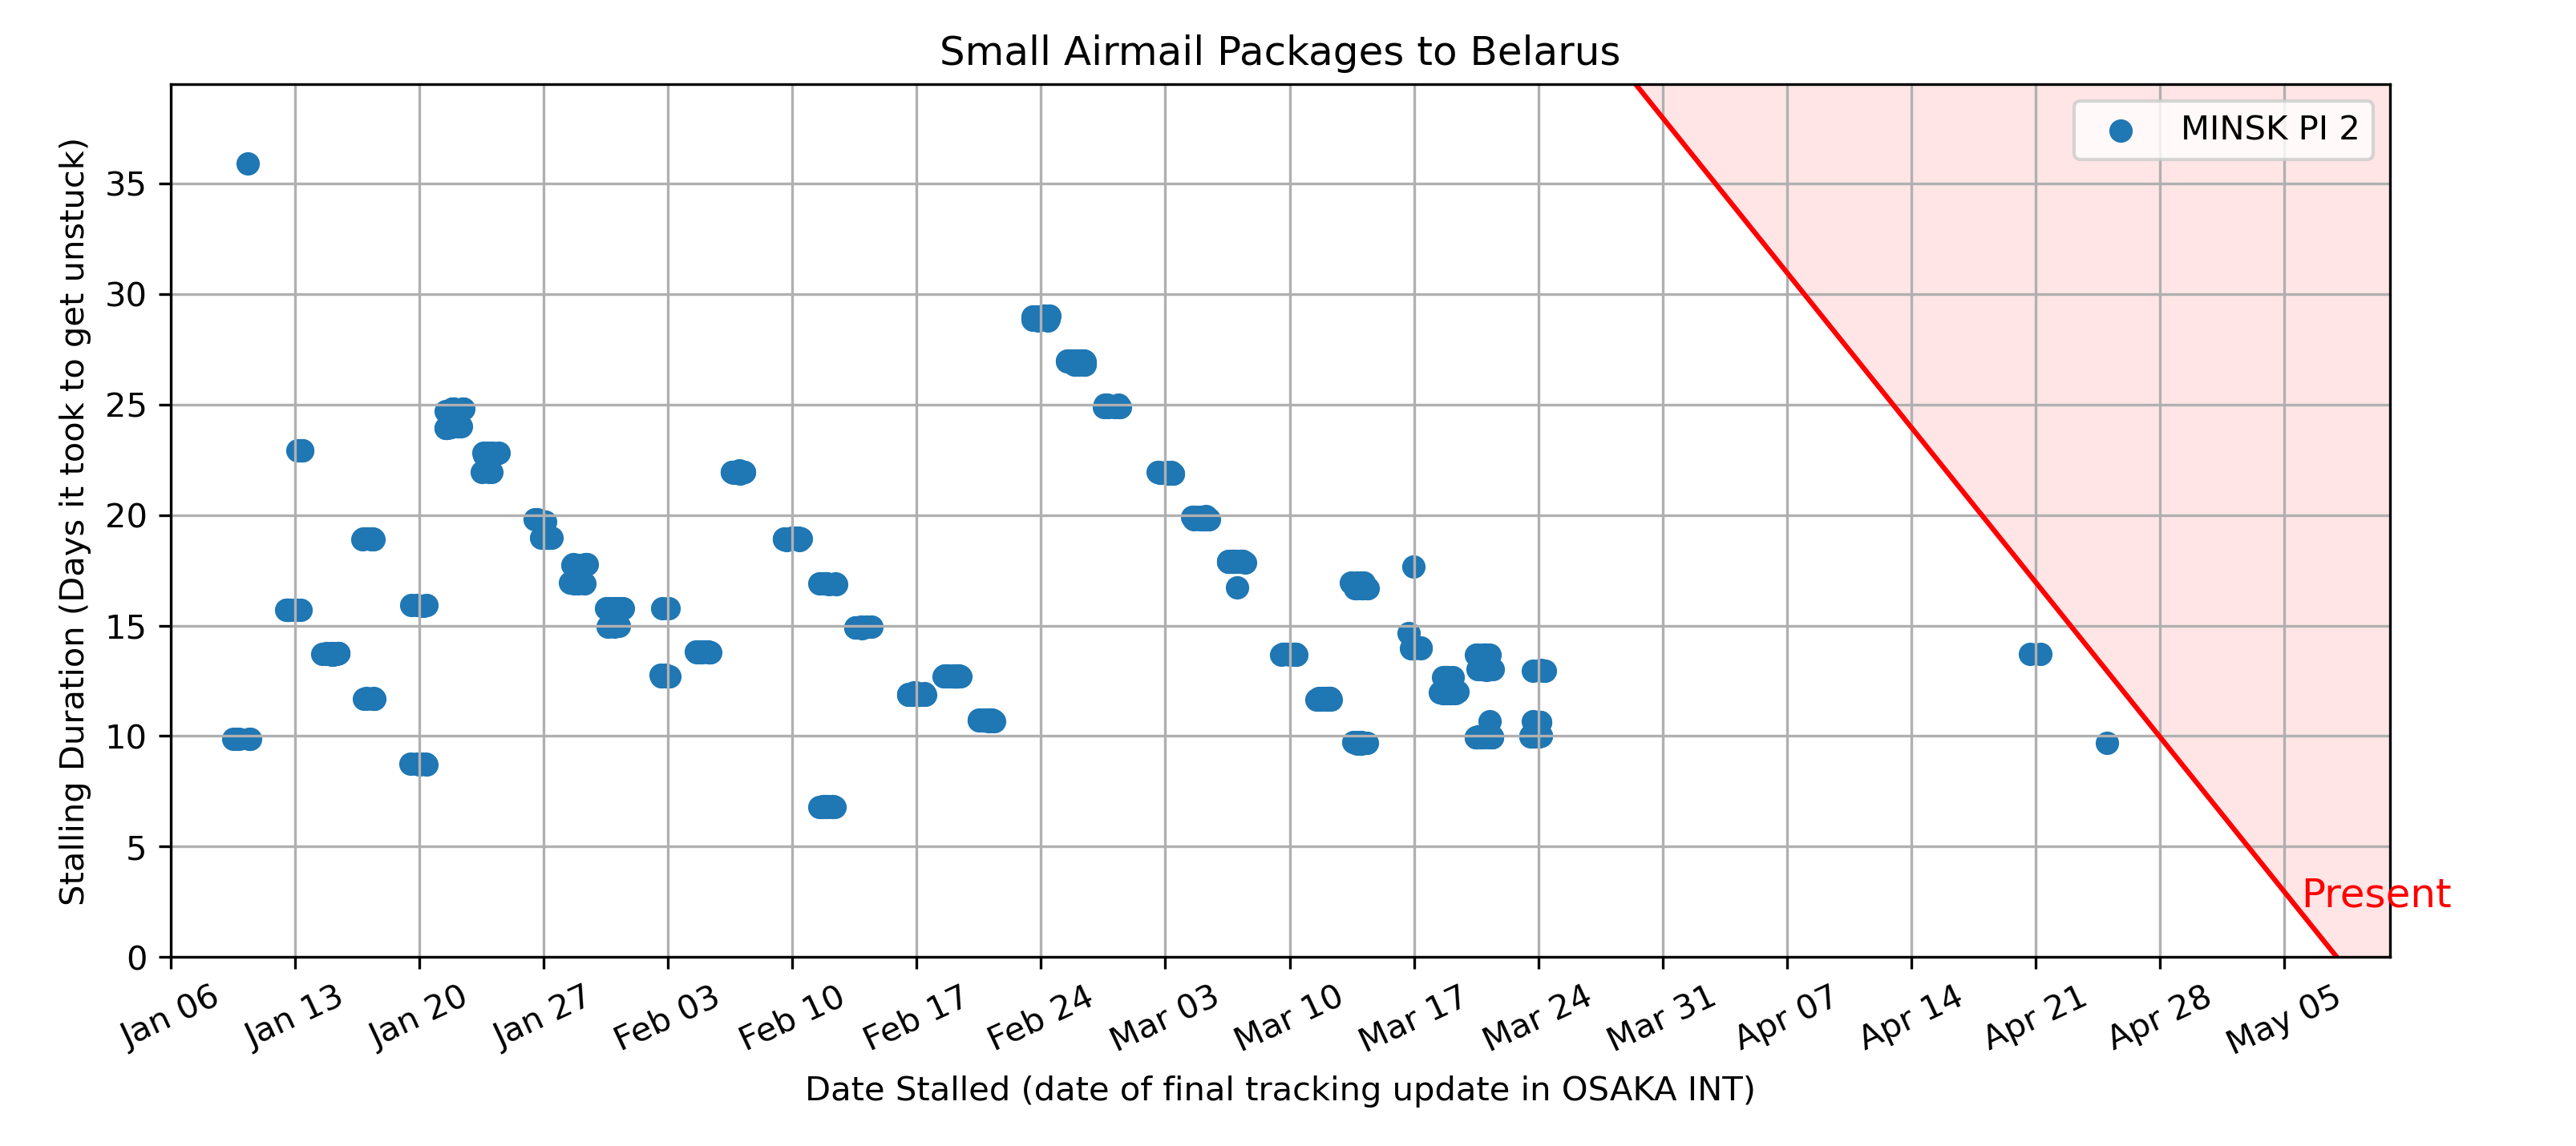 Small Airmail Packages to Belarus
MINSK PI 2
Stalling Duration (Days it took to get unstuck)
35
30
25
20
15
10
5
0
Present
Jan 06
Jan 13
Jan 20
Jan 27
Feb 03
Feb 10
Feb 17
Feb 24
Mar 03
Mar 10
Mar 17
Mar 24
Mar 31
Apr 07
Apr 14
Apr 21
Apr 28
May 05
Date Stalled (date of final tracking update in OSAKA INT)